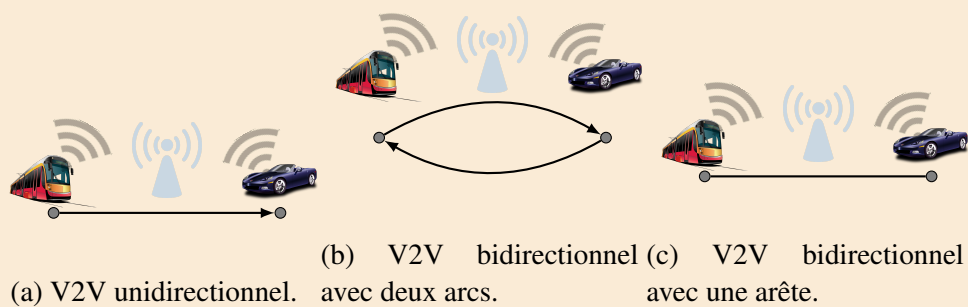 (a) V2V unidirectionnel.
(b) V2V bidirectionnel
avec deux arcs.
(c) V2V bidirectionnel
avec une arête.